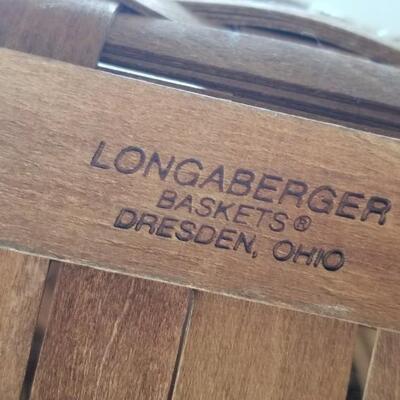 LONGABERGER
BASKETS®
DRESDEN, OHIO